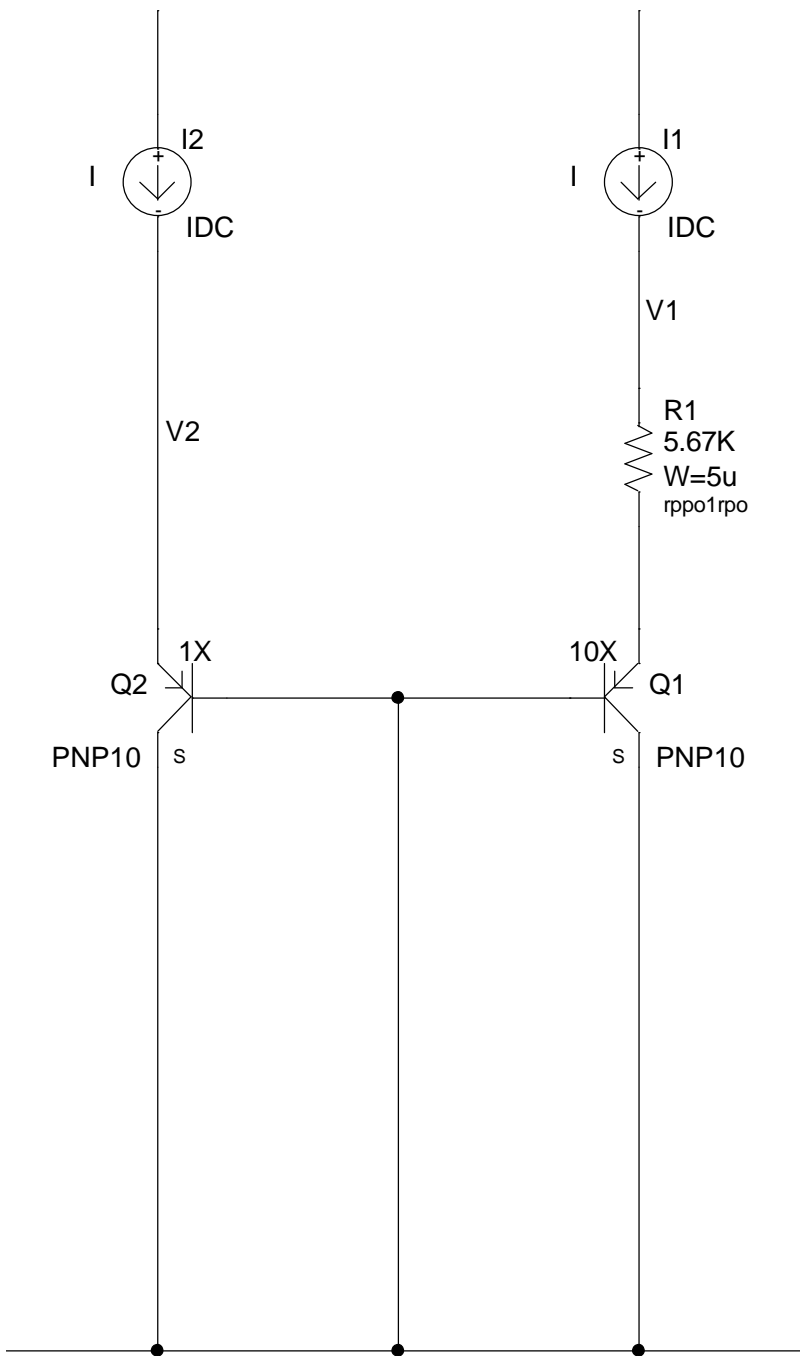 I2
I1
+
+
I
I
-
-
IDC
IDC
V1
R1
V2
5.67K
W=5u
rppo1rpo
1X
10X
Q2
Q1
PNP10
S
S
PNP10